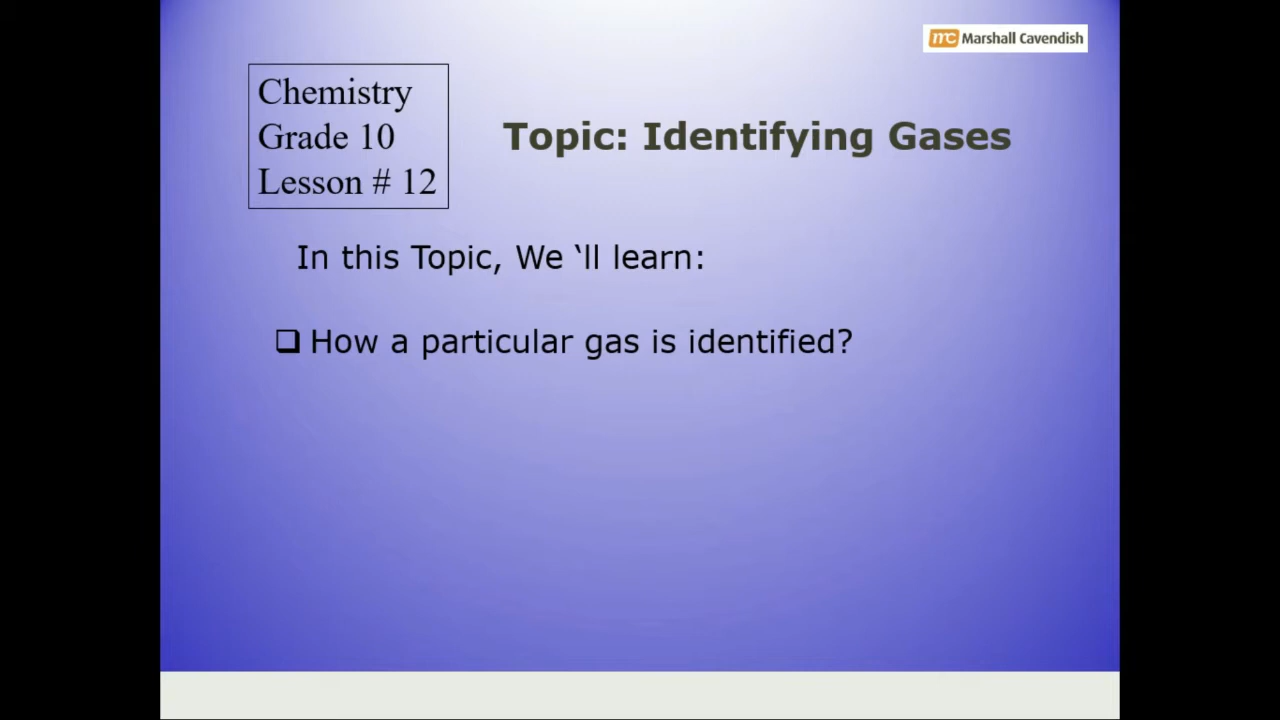 mc Marshall Cavendish
Chemistry
Grade 10
Lesson # 12
Topic: Identifying Gases
In this Topic, We ‘ll learn:
❑ How a particular gas is identified?